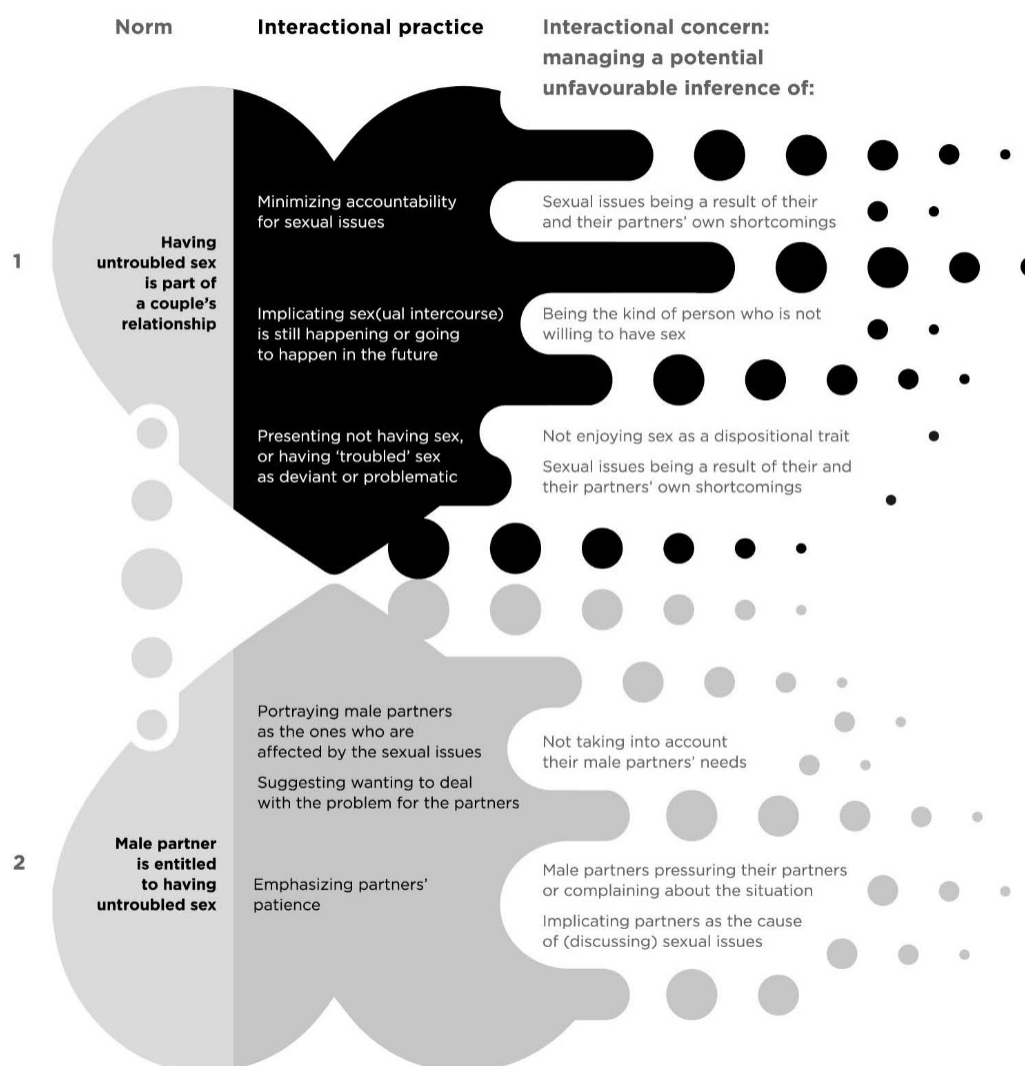 Norm
Interactional practice
Interactional concern:
managing a potential
unfavourable inference of:
1
Having
untroubled sex
is part of
a couple's
relationship
Minimizing accountability
for sexual issues
Sexual issues being a result of their
and their partners' own shortcomings
Implicating sex(ual intercourse)
is still happening or going
to happen in the future
Being the kind of person who is not
willing to have sex
Presenting not having sex,
or having 'troubled' sex
as deviant or problematic
Not enjoying sex as a dispositional trait
Sexual issues being a result of their and
their partners' own shortcomings
2
Male partner
is entitled
to having
untroubled sex
Portraying male partners
as the ones who are
affected by the sexual issues
Suggesting wanting to deal
with the problem for the partners
Not taking into account
their male partners' needs
Emphasizing partners'
patience
Male partners pressuring their partners
or complaining about the situation
Implicating partners as the cause
of (discussing) sexual issues